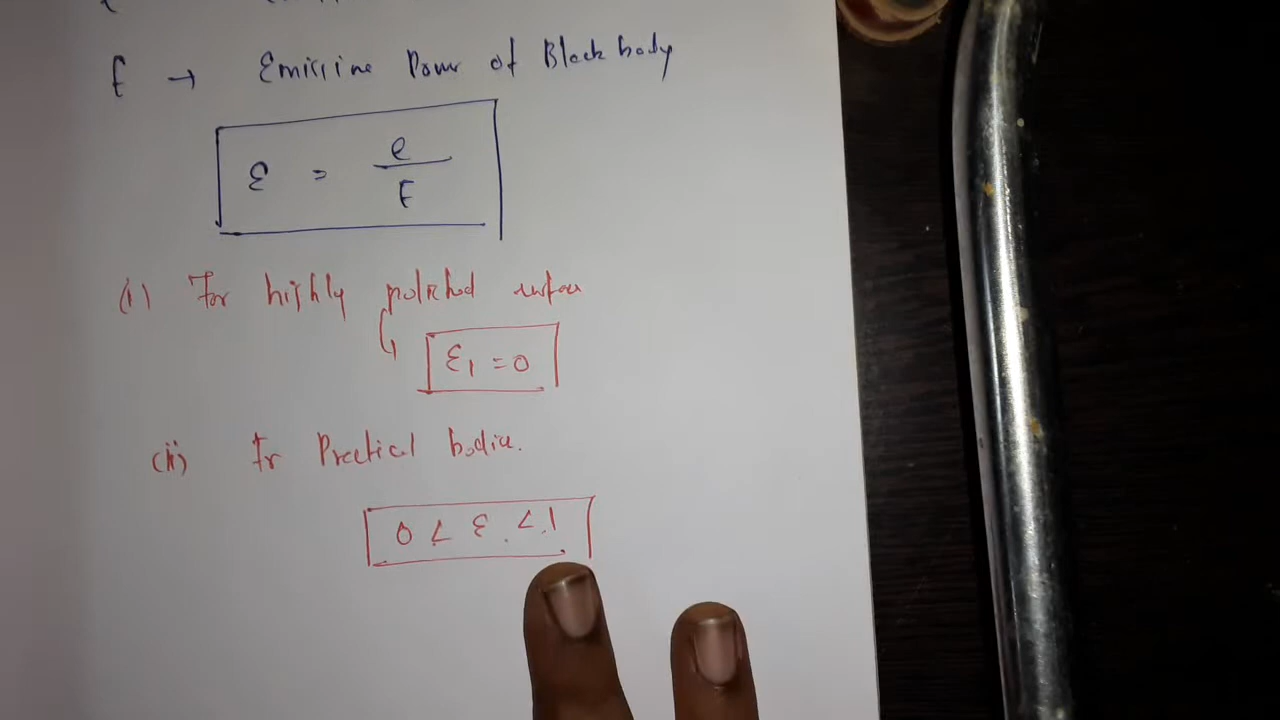 E → Emissive Power of Black body
ε = e / E
(i) For highly polished surface
ε₁ = 0
(ii) For Practical bodies.
0 < ε < 1